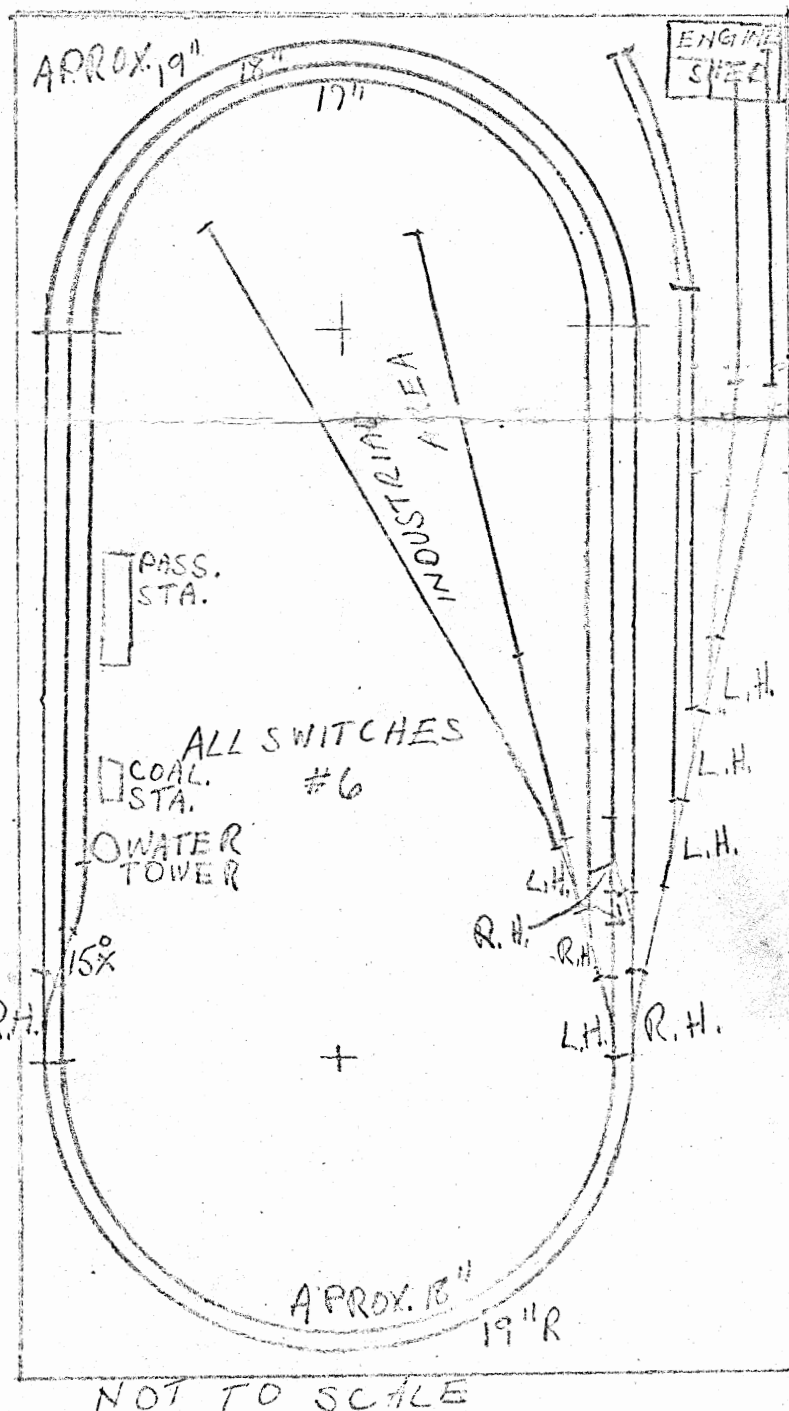 ENGINE
SHED
APROX. 19"
18"
17"
INDUSTRIAL
AREA
PASS.
STA.
ALL SWITCHES
#6
COAL.
STA.
WATER
TOWER
15°X
R.H.
L.H.
L.H.
L.H.
L.H.
R.H.
R.H.
L.H.
R.H.
APROX. 18"
19"R
NOT TO SCALE